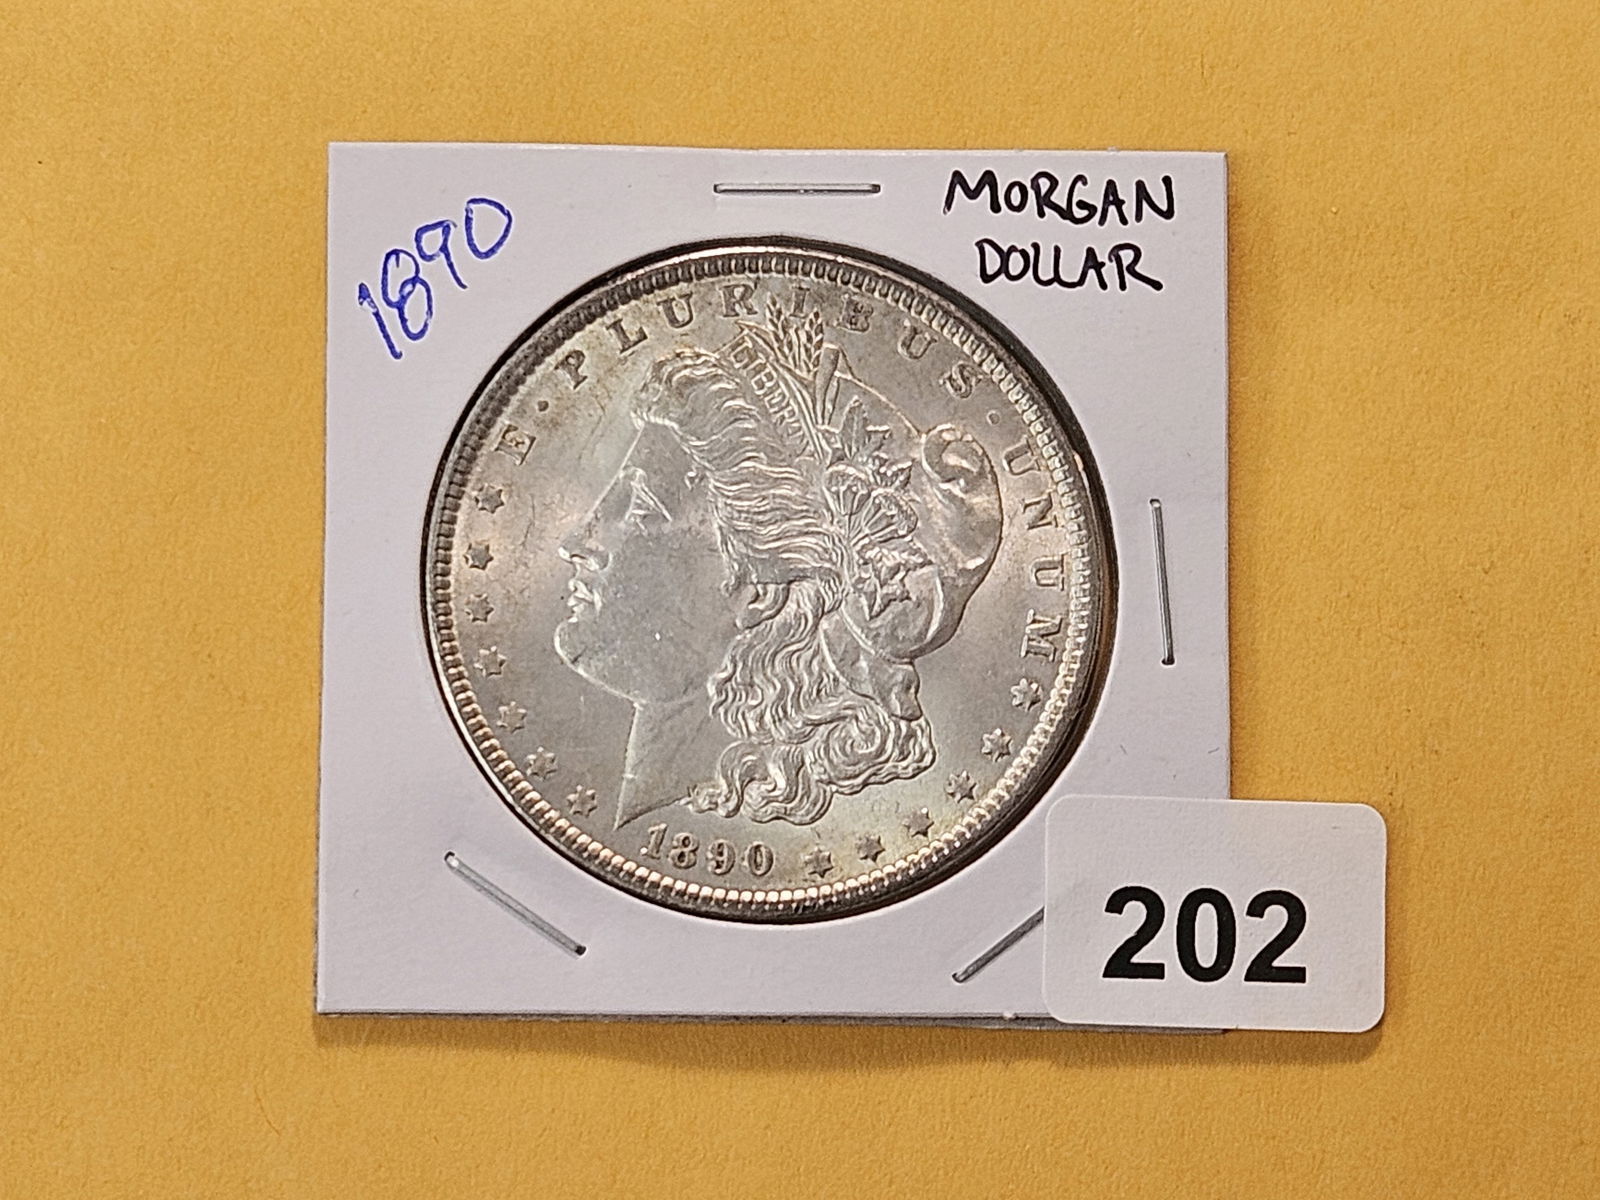 1890
MORGAN
DOLLAR
E · PLURIBUS · UNUM
LIBERTY
1890
202